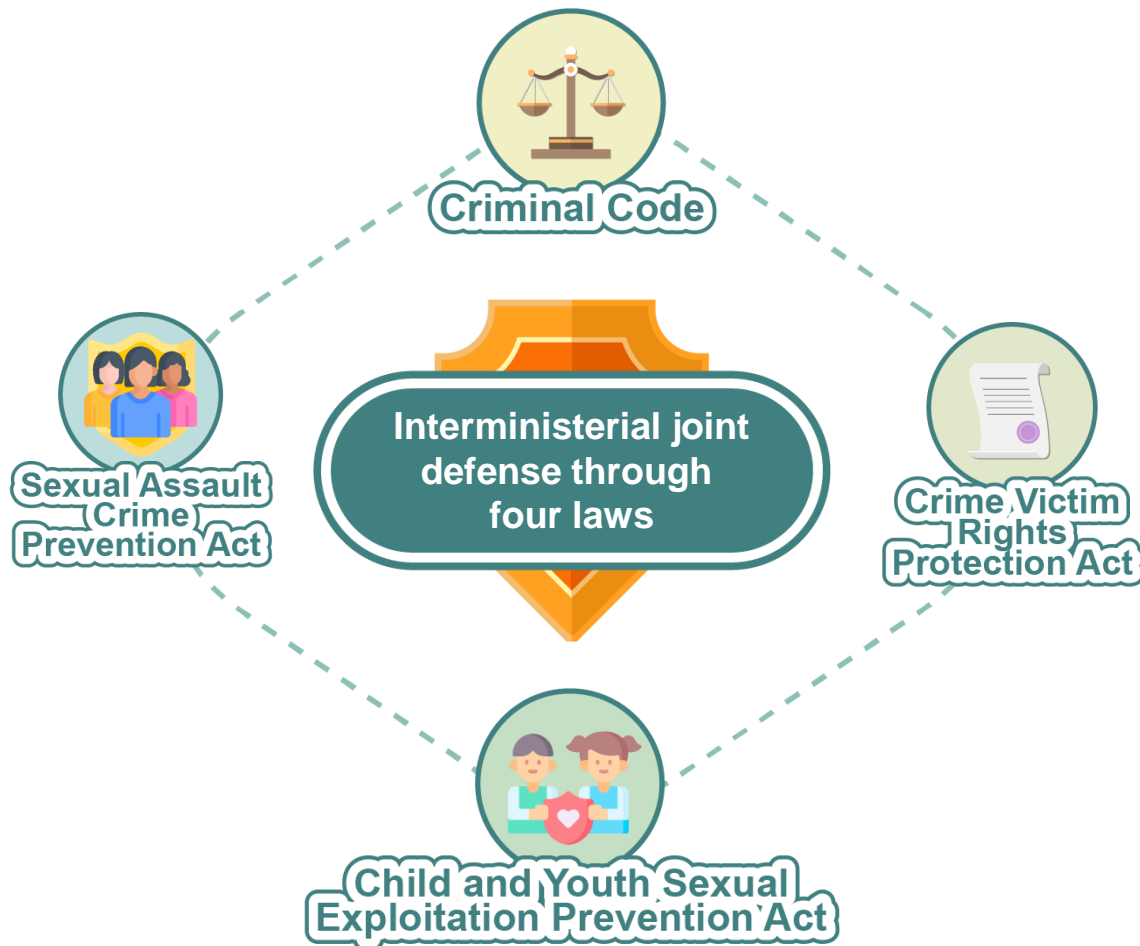 Criminal Code
Interministerial joint
defense through
four laws
Sexual Assault
Crime
Prevention Act
Crime Victim
Rights
Protection Act
Child and Youth Sexual
Exploitation Prevention Act